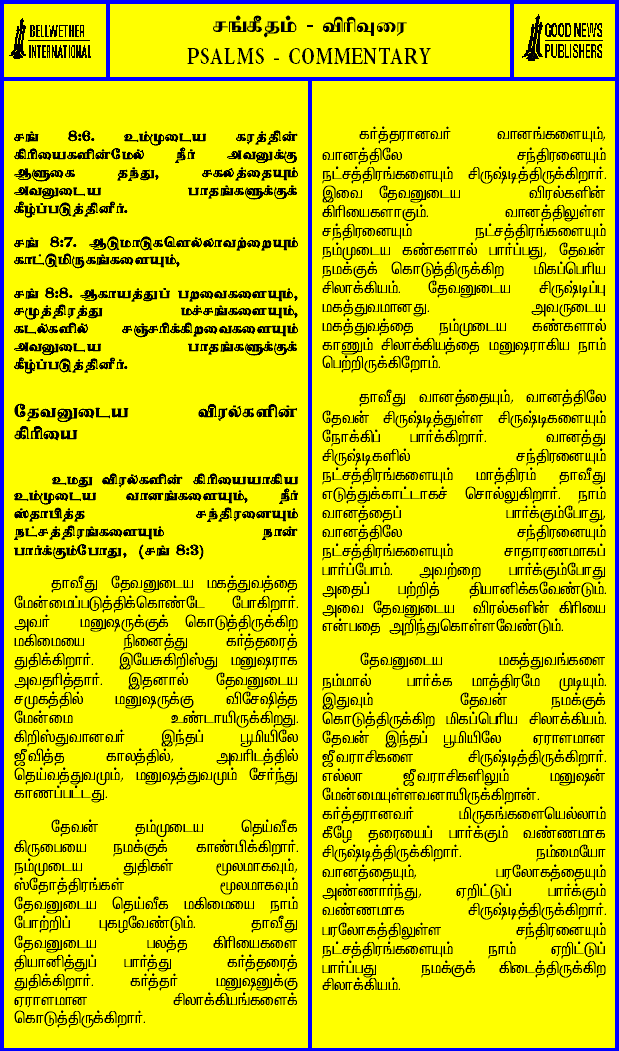 BELLWETHER
INTERNATIONAL
சங்கீதம் - விரிவுரை
PSALMS - COMMENTARY
GOOD NEWS
PUBLISHERS
சங் 8:6. உம்முடைய கரத்தின்
கிரியைகளின்மேல் நீர் அவனுக்கு
ஆளுகை தந்து, சகலத்தையும்
அவனுடைய பாதங்களுக்குக்
கீழ்ப்படுத்தினீர்.
சங் 8:7. ஆடுமாடுகளெல்லாவற்றையும்
காட்டுமிருகங்களையும்,
சங் 8:8. ஆகாயத்துப் பறவைகளையும்,
சமுத்திரத்து மச்சங்களையும்,
கடல்களில் சஞ்சரிக்கிறவைகளையும்
அவனுடைய பாதங்களுக்குக்
கீழ்ப்படுத்தினீர்.
தேவனுடைய விரல்களின்
கிரியை
உமது விரல்களின் கிரியையாகிய
உம்முடைய வானங்களையும், நீர்
ஸ்தாபித்த சந்திரனையும்
நட்சத்திரங்களையும் நான்
பார்க்கும்போது, (சங் 8:3)
தாவீது தேவனுடைய மகத்துவத்தை
மேன்மைப்படுத்திக்கொண்டே போகிறார்.
அவர் மனுஷருக்குக் கொடுத்திருக்கிற
மகிமையை நினைத்து கர்த்தரைத்
துதிக்கிறார். இயேசுகிறிஸ்து மனுஷராக
அவதரித்தார். இதனால் தேவனுடைய
சமுகத்தில் மனுஷருக்கு விசேஷித்த
மேன்மை உண்டாயிருக்கிறது.
கிறிஸ்துவானவர் இந்தப் பூமியிலே
ஜீவித்த காலத்தில், அவரிடத்தில்
தெய்வத்துவமும், மனுஷத்துவமும் சேர்ந்து
காணப்பட்டது.
தேவன் தம்முடைய தெய்வீக
கிருபையை நமக்குக் காண்பிக்கிறார்.
நம்முடைய துதிகள் மூலமாகவும்,
ஸ்தோத்திரங்கள் மூலமாகவும்
தேவனுடைய தெய்வீக மகிமையை நாம்
போற்றிப் புகழவேண்டும். தாவீது
தேவனுடைய பலத்த கிரியைகளை
தியானித்துப் பார்த்து கர்த்தரைத்
துதிக்கிறார். கர்த்தர் மனுஷனுக்கு
ஏராளமான சிலாக்கியங்களைக்
கொடுத்திருக்கிறார்.
கர்த்தரானவர் வானங்களையும்,
வானத்திலே சந்திரனையும்
நட்சத்திரங்களையும் சிருஷ்டித்திருக்கிறார்.
இவை தேவனுடைய விரல்களின்
கிரியைகளாகும். வானத்திலுள்ள
சந்திரனையும் நட்சத்திரங்களையும்
நம்முடைய கண்களால் பார்ப்பது, தேவன்
நமக்குக் கொடுத்திருக்கிற மிகப்பெரிய
சிலாக்கியம். தேவனுடைய சிருஷ்டிப்பு
மகத்துவமானது. அவருடைய
மகத்துவத்தை நம்முடைய கண்களால்
காணும் சிலாக்கியத்தை மனுஷராகிய நாம்
பெற்றிருக்கிறோம்.
தாவீது வானத்தையும், வானத்திலே
தேவன் சிருஷ்டித்துள்ள சிருஷ்டிகளையும்
நோக்கிப் பார்க்கிறார். வானத்து
சிருஷ்டிகளில் சந்திரனையும்
நட்சத்திரங்களையும் மாத்திரம் தாவீது
எடுத்துக்காட்டாகச் சொல்லுகிறார். நாம்
வானத்தைப் பார்க்கும்போது,
வானத்திலே சந்திரனையும்
நட்சத்திரங்களையும் சாதாரணமாகப்
பார்ப்போம். அவற்றை பார்க்கும்போது
அதைப் பற்றித் தியானிக்கவேண்டும்.
அவை தேவனுடைய விரல்களின் கிரியை
என்பதை அறிந்துகொள்ளவேண்டும்.
தேவனுடைய மகத்துவங்களை
நம்மால் பார்க்க மாத்திரமே முடியும்.
இதுவும் தேவன் நமக்குக்
கொடுத்திருக்கிற மிகப்பெரிய சிலாக்கியம்.
தேவன் இந்தப் பூமியிலே ஏராளமான
ஜீவராசிகளை சிருஷ்டித்திருக்கிறார்.
எல்லா ஜீவராசிகளிலும் மனுஷன்
மேன்மையுள்ளவனாயிருக்கிறான்.
கர்த்தரானவர் மிருகங்களையெல்லாம்
கீழே தரையைப் பார்க்கும் வண்ணமாக
சிருஷ்டித்திருக்கிறார். நம்மையோ
வானத்தையும், பரலோகத்தையும்
அண்ணார்ந்து, ஏறிட்டுப் பார்க்கும்
வண்ணமாக சிருஷ்டித்திருக்கிறார்.
பரலோகத்திலுள்ள சந்திரனையும்
நட்சத்திரங்களையும் நாம் ஏறிட்டுப்
பார்ப்பது நமக்குக் கிடைத்திருக்கிற
சிலாக்கியம்.